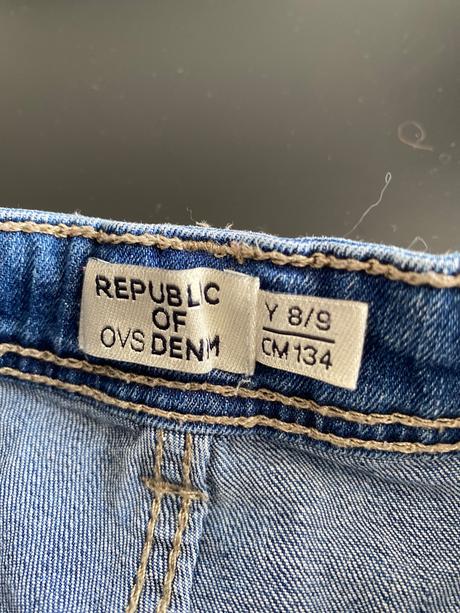 REPUBLIC
OF
OVS DENIM
Y 8/9
CM 134